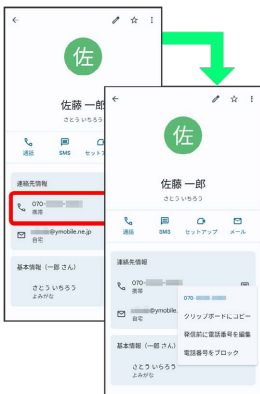 佐
佐藤 一郎
さとう いちろう
通話
SMS
セット
連絡先情報
070-
携帯
@ymobile.ne.jp
自宅
基本情報 (一郎 さん)
さとう いちろう
よみがな
佐
佐藤 一郎
さとう いちろう
通話
SMS
セットアップ
メール
連絡先情報
070-
携帯
@ymobile.
自宅
070-
クリップボードにコピー
発信前に電話番号を編集
電話番号をブロック
基本情報 (一郎 さん)
さとう いちろう
よみがな